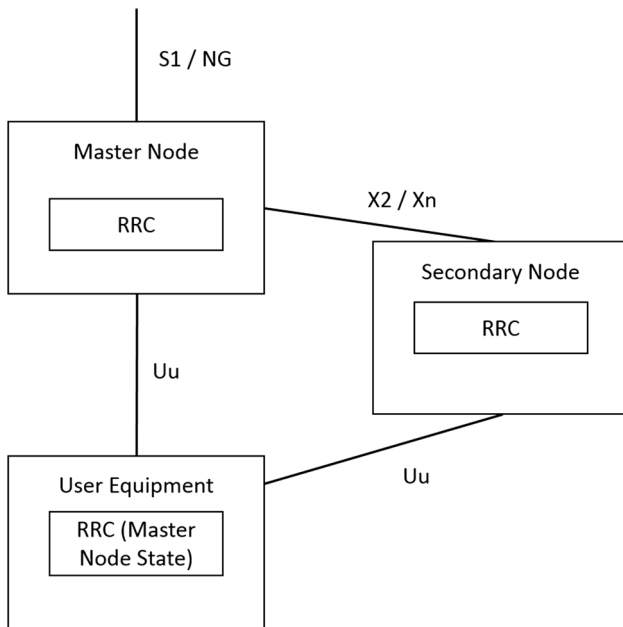 S1 / NG
Master Node
RRC
X2 / Xn
Secondary Node
RRC
Uu
Uu
User Equipment
RRC (Master
Node State)